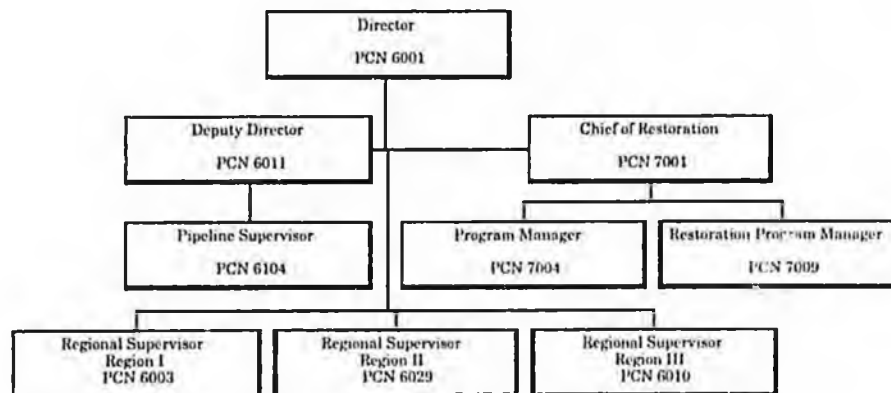 Director
PCN 6001
Deputy Director
PCN 6011
Chief of Restoration
PCN 7001
Pipeline Supervisor
PCN 6104
Program Manager
PCN 7004
Restoration Program Manager
PCN 7009
Regional Supervisor
Region I
PCN 6003
Regional Supervisor
Region II
PCN 6029
Regional Supervisor
Region III
PCN 6010